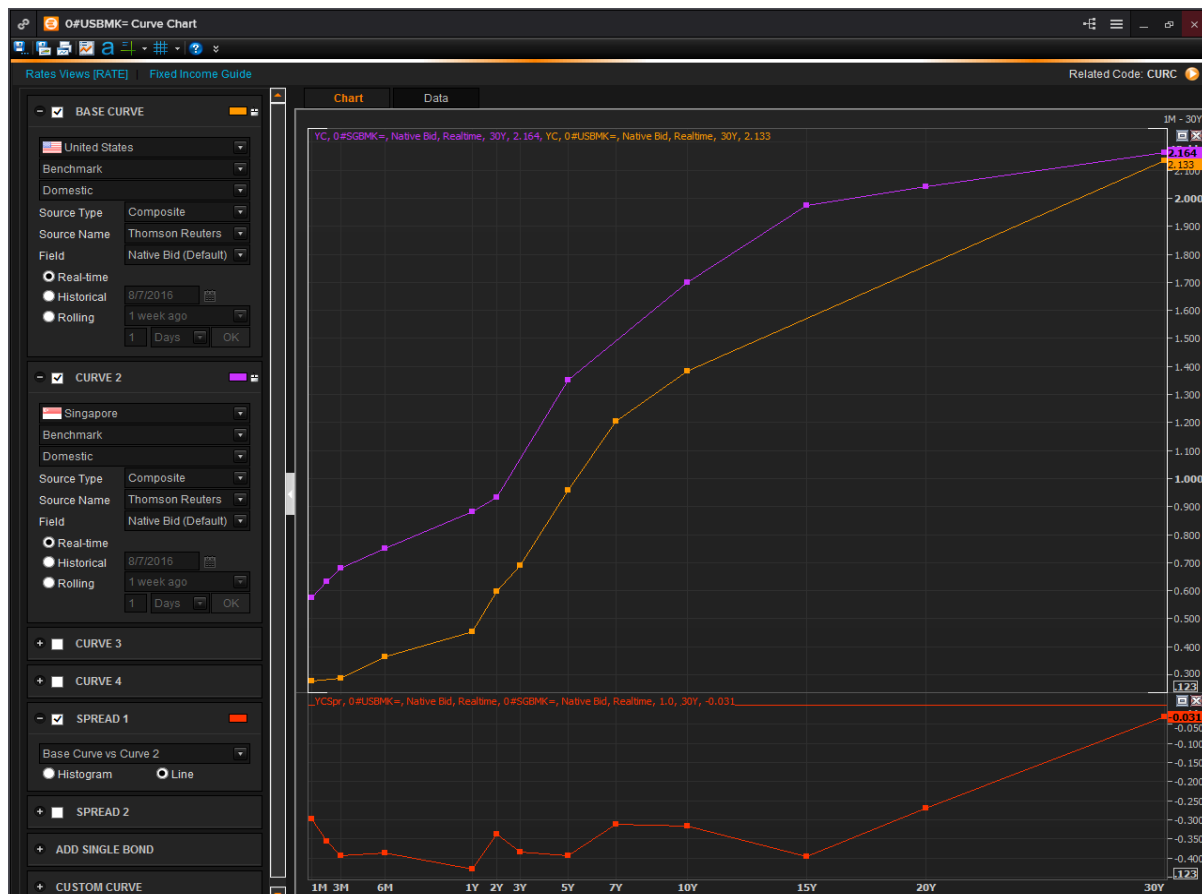 0#USBMK= Curve Chart
Rates Views [RATE] | Fixed Income Guide
Related Code: CURC
BASE CURVE
United States
Benchmark
Domestic
Source Type Composite
Source Name Thomson Reuters
Field Native Bid (Default)
Real-time
Historical 8/7/2016
Rolling 1 week ago
1 Days OK
CURVE 2
Singapore
Benchmark
Domestic
Source Type Composite
Source Name Thomson Reuters
Field Native Bid (Default)
Real-time
Historical 8/7/2016
Rolling 1 week ago
1 Days OK
CURVE 3
CURVE 4
SPREAD 1
Base Curve vs Curve 2
Histogram Line
SPREAD 2
ADD SINGLE BOND
CUSTOM CURVE
Chart Data
1M - 30Y
YC, 0#SGBMK=, Native Bid, Realtime, 30Y, 2.164, YC, 0#USBMK=, Native Bid, Realtime, 30Y, 2.133
2.164
2.133
2.100
2.000
1.900
1.800
1.700
1.600
1.500
1.400
1.300
1.200
1.100
1.000
0.900
0.800
0.700
0.600
0.500
0.400
0.300
.123
YCSpr, 0#USBMK=, Native Bid, Realtime, 0#SGBMK=, Native Bid, Realtime, 1.0, 30Y, -0.031
-0.031
-0.050
-0.100
-0.150
-0.200
-0.250
-0.300
-0.350
-0.400
.123
1M 3M 6M 1Y 2Y 3Y 5Y 7Y 10Y 15Y 20Y 30Y